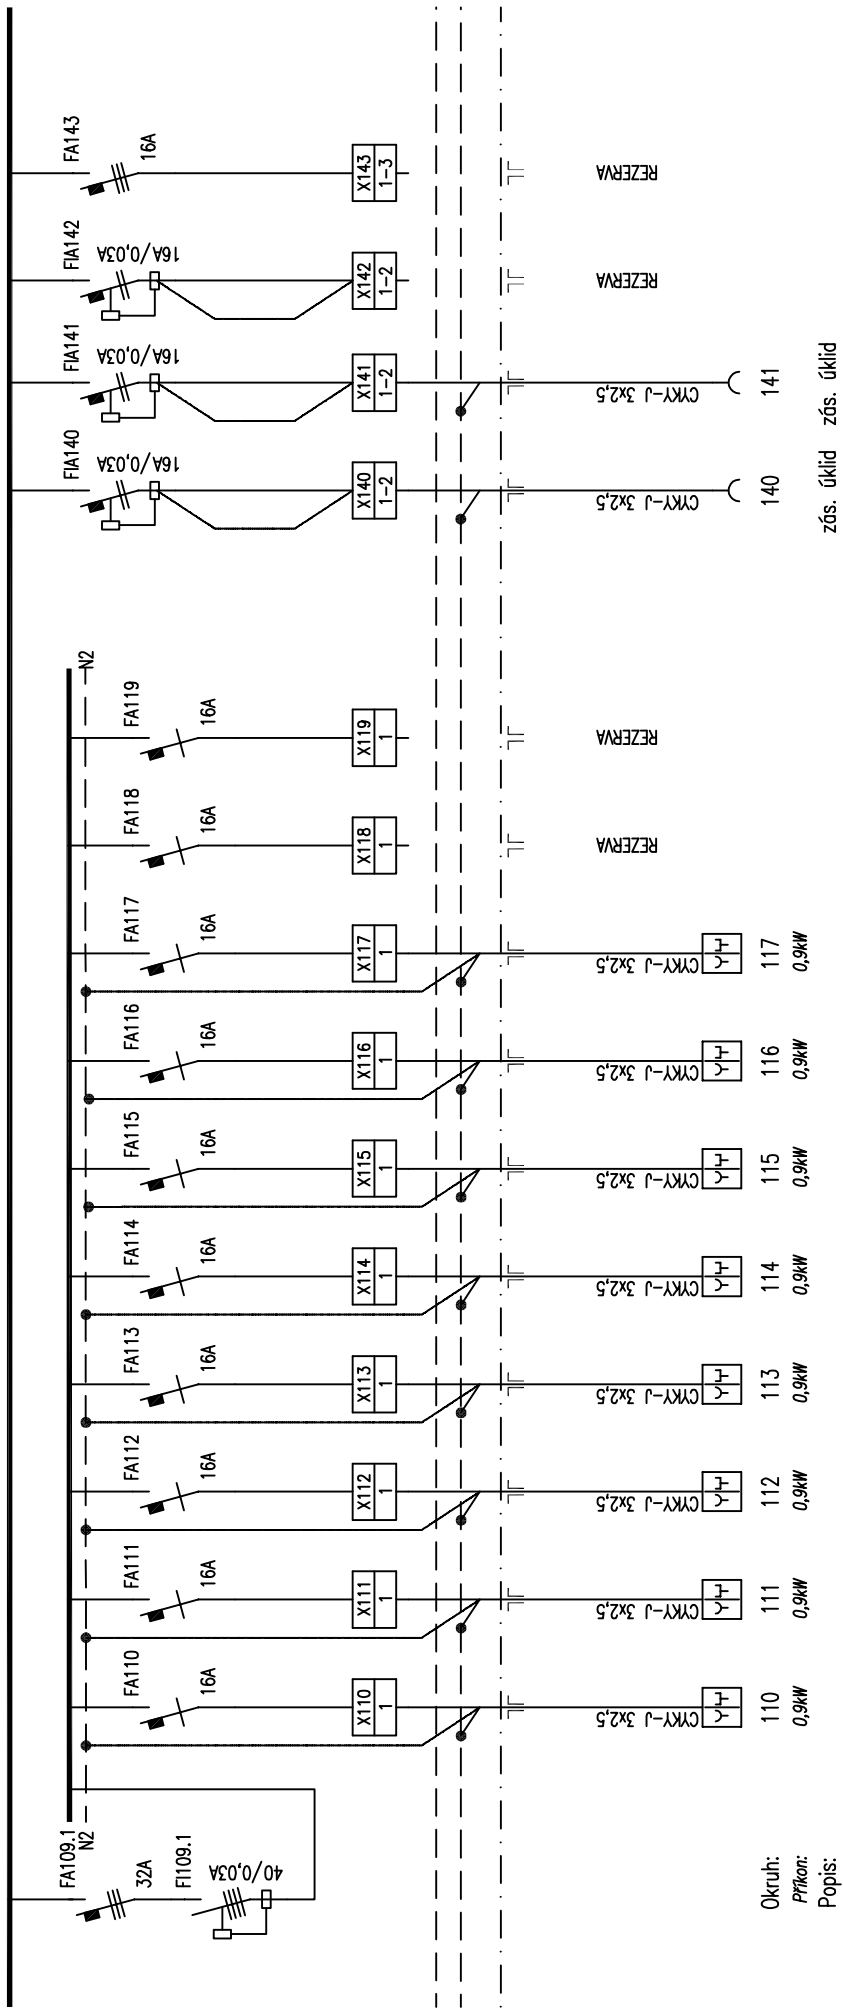 FA109.1
N2
32A
FI109.1
40/0,03A
FA110
16A
X110
1
CYKY-J 3x2,5
110
0,9kW
FA111
16A
X111
1
CYKY-J 3x2,5
111
0,9kW
FA112
16A
X112
1
CYKY-J 3x2,5
112
0,9kW
FA113
16A
X113
1
CYKY-J 3x2,5
113
0,9kW
FA114
16A
X114
1
CYKY-J 3x2,5
114
0,9kW
FA115
16A
X115
1
CYKY-J 3x2,5
115
0,9kW
FA116
16A
X116
1
CYKY-J 3x2,5
116
0,9kW
FA117
16A
X117
1
CYKY-J 3x2,5
117
0,9kW
FA118
16A
X118
1
REZERVA
FA119
16A
X119
1
REZERVA
N2
FIA140
16A/0,03A
X140
1-2
CYKY-J 3x2,5
140
zás. úklid
FIA141
16A/0,03A
X141
1-2
CYKY-J 3x2,5
141
zás. úklid
FIA142
16A/0,03A
X142
1-2
REZERVA
FA143
16A
X143
1-3
REZERVA
Okruh:
Příkon:
Popis: